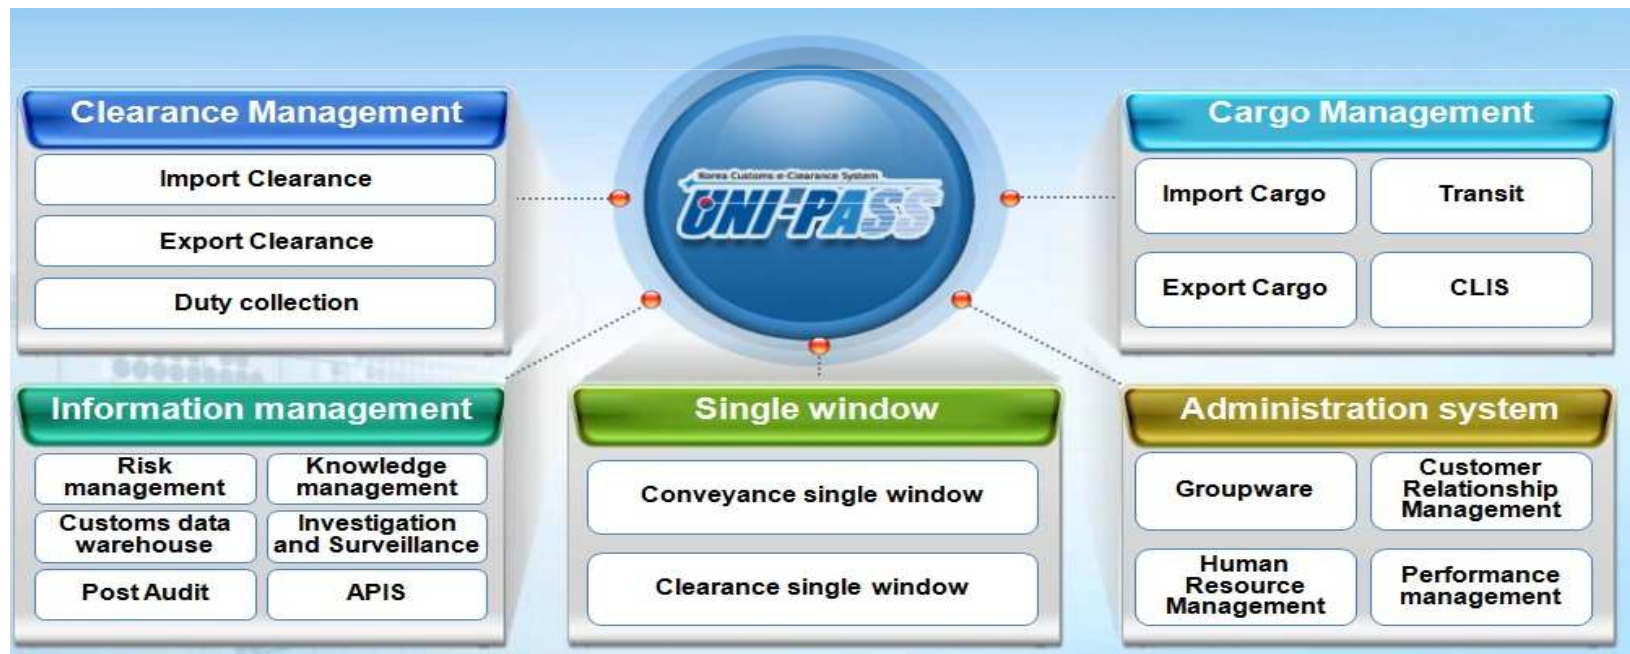 Clearance Management
Import Clearance
Export Clearance
Duty collection
Korea Customs e-Clearance System
UNI-PASS
Cargo Management
Import Cargo
Transit
Export Cargo
CLIS
Information management
Risk
management
Knowledge
management
Customs data
warehouse
Investigation
and Surveillance
Post Audit
APIS
Single window
Conveyance single window
Clearance single window
Administration system
Groupware
Customer
Relationship
Management
Human
Resource
Management
Performance
management